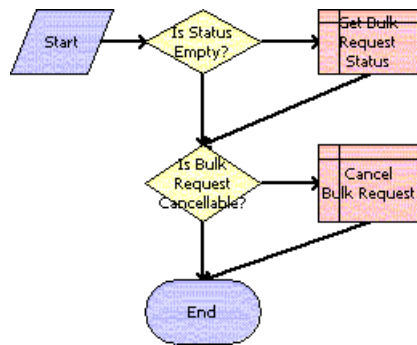 Start
Is Status
Empty?
Get Bulk
Request
Status
Is Bulk
Request
Cancellable?
Cancel
Bulk Request
End